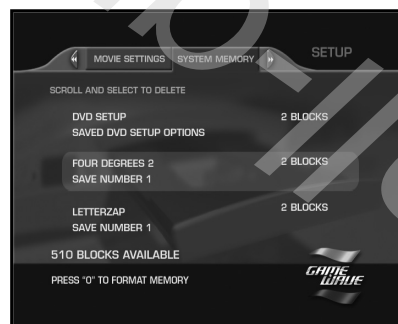 MOVIE SETTINGS SYSTEM MEMORY SETUP
SCROLL AND SELECT TO DELETE
DVD SETUP 2 BLOCKS
SAVED DVD SETUP OPTIONS
FOUR DEGREES 2 2 BLOCKS
SAVE NUMBER 1
LETTERZAP 2 BLOCKS
SAVE NUMBER 1
510 BLOCKS AVAILABLE
PRESS "0" TO FORMAT MEMORY
GAME
WAVE